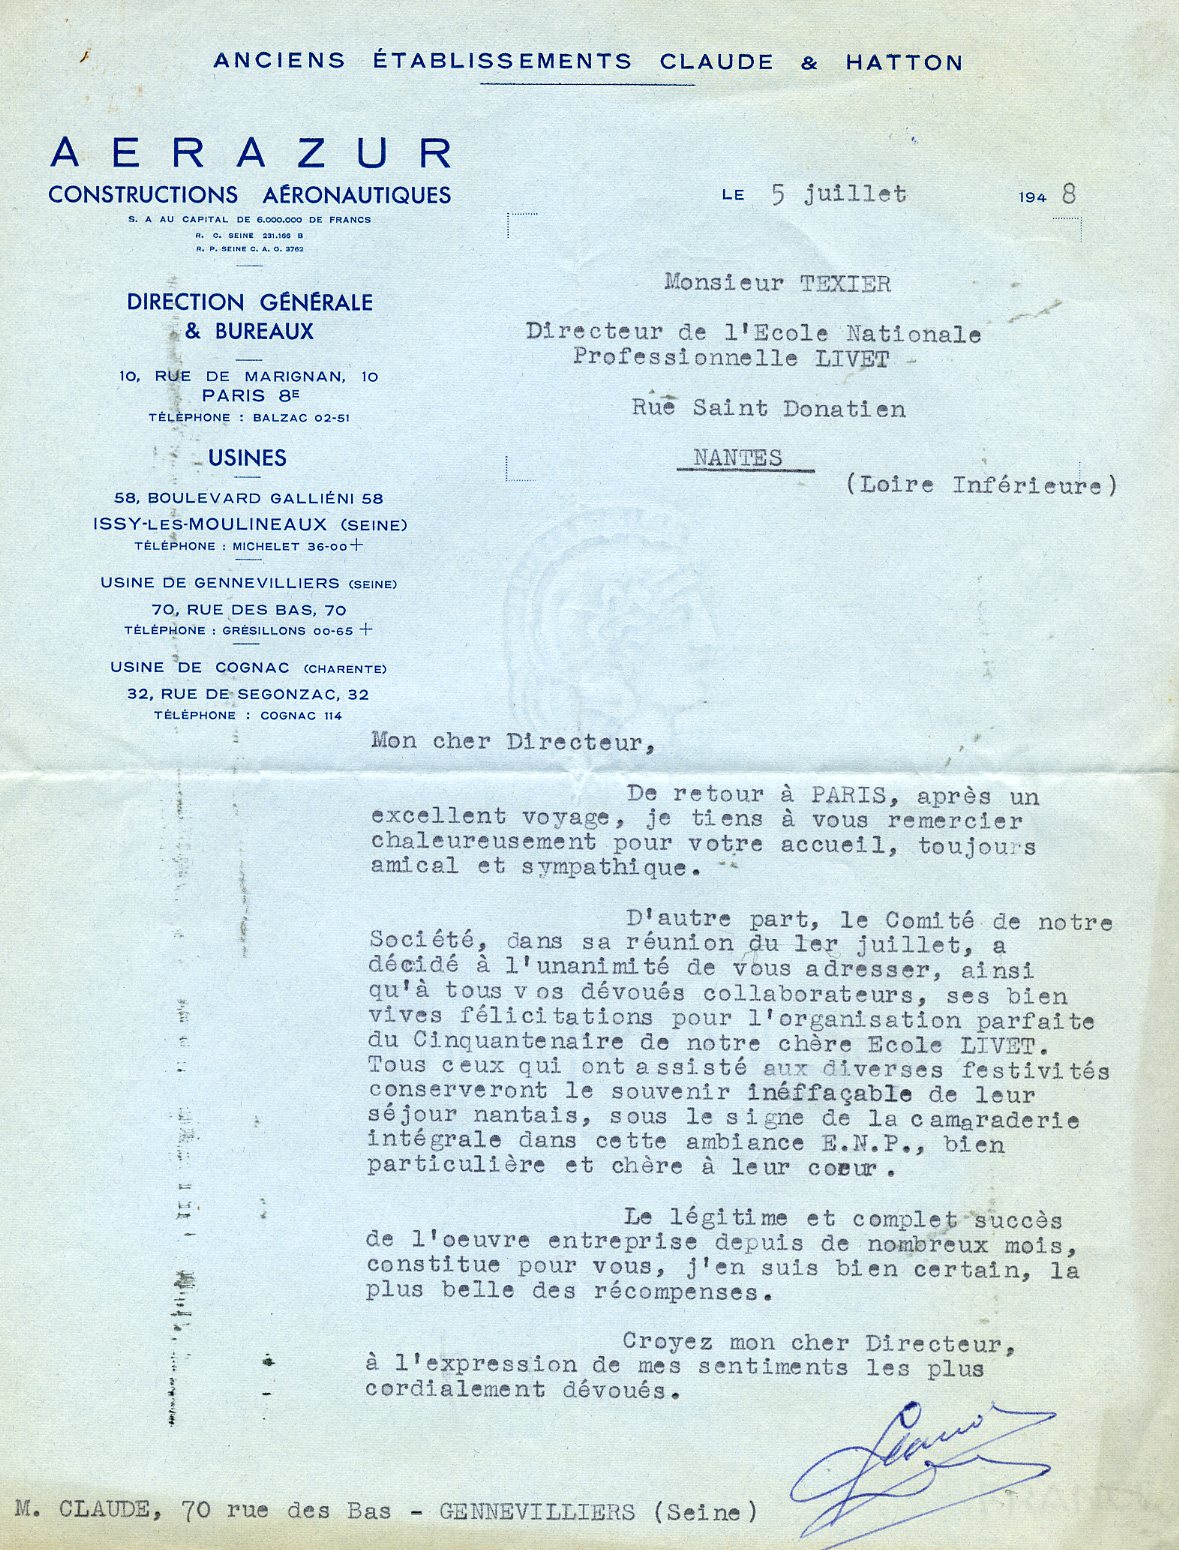 ANCIENS ÉTABLISSEMENTS CLAUDE & HATTON
AERAZUR
CONSTRUCTIONS AÉRONAUTIQUES
S. A AU CAPITAL DE 6.000.000 DE FRANCS
R. C. SEINE 231.166 B
R. P. SEINE C. A. O. 3762
DIRECTION GÉNÉRALE
& BUREAUX
10, RUE DE MARIGNAN, 10
PARIS 8E
TÉLÉPHONE : BALZAC 02-51
USINES
58, BOULEVARD GALLIÉNI 58
ISSY-LES-MOULINEAUX (SEINE)
TÉLÉPHONE : MICHELET 36-00+
USINE DE GENNEVILLIERS (SEINE)
70, RUE DES BAS, 70
TÉLÉPHONE : GRÉSILLONS 00-65 +
USINE DE COGNAC (CHARENTE)
32, RUE DE SEGONZAC, 32
TÉLÉPHONE : COGNAC 114
LE 5 juillet 1948
Monsieur TEXIER
Directeur de l'Ecole Nationale
Professionnelle LIVET
Rue Saint Donatien
NANTES
(Loire Inférieure)
Mon cher Directeur,
De retour à PARIS, après un
excellent voyage, je tiens à vous remercier
chaleureusement pour votre accueil, toujours
amical et sympathique.
D'autre part, le Comité de notre
Société, dans sa réunion du 1er juillet, a
décidé à l'unanimité de vous adresser, ainsi
qu'à tous vos dévoués collaborateurs, ses bien
vives félicitations pour l'organisation parfaite
du Cinquantenaire de notre chère Ecole LIVET.
Tous ceux qui ont assisté aux diverses festivités
conserveront le souvenir inéffaçable de leur
séjour nantais, sous le signe de la camaraderie
intégrale dans cette ambiance E.N.P., bien
particulière et chère à leur coeur.
Le légitime et complet succès
de l'oeuvre entreprise depuis de nombreux mois,
constitue pour vous, j'en suis bien certain, la
plus belle des récompenses.
Croyez mon cher Directeur,
à l'expression de mes sentiments les plus
cordialement dévoués.
M. CLAUDE, 70 rue des Bas - GENNEVILLIERS (Seine)